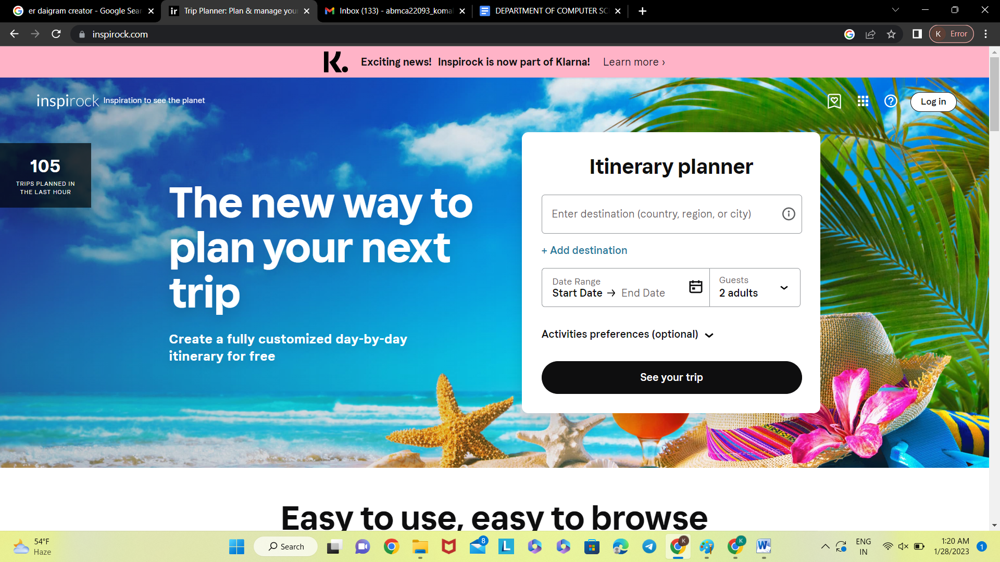 er daigram creator - Google Sear
Trip Planner: Plan & manage your
Inbox (133) - abmca22093_komal
DEPARTMENT OF COMPUTER SC
inspirock.com
K Error
K. Exciting news! Inspirock is now part of Klarna! Learn more ›
inspirock Inspiration to see the planet
Log in
105
TRIPS PLANNED IN
THE LAST HOUR
The new way to
plan your next
trip
Create a fully customized day-by-day
itinerary for free
Itinerary planner
Enter destination (country, region, or city)
+ Add destination
Date Range
Start Date → End Date
Guests
2 adults
Activities preferences (optional)
See your trip
Easy to use, easy to browse
54°F
Haze
Search
8
L
K
K
W
ENG
IN
1:20 AM
1/28/2023
1